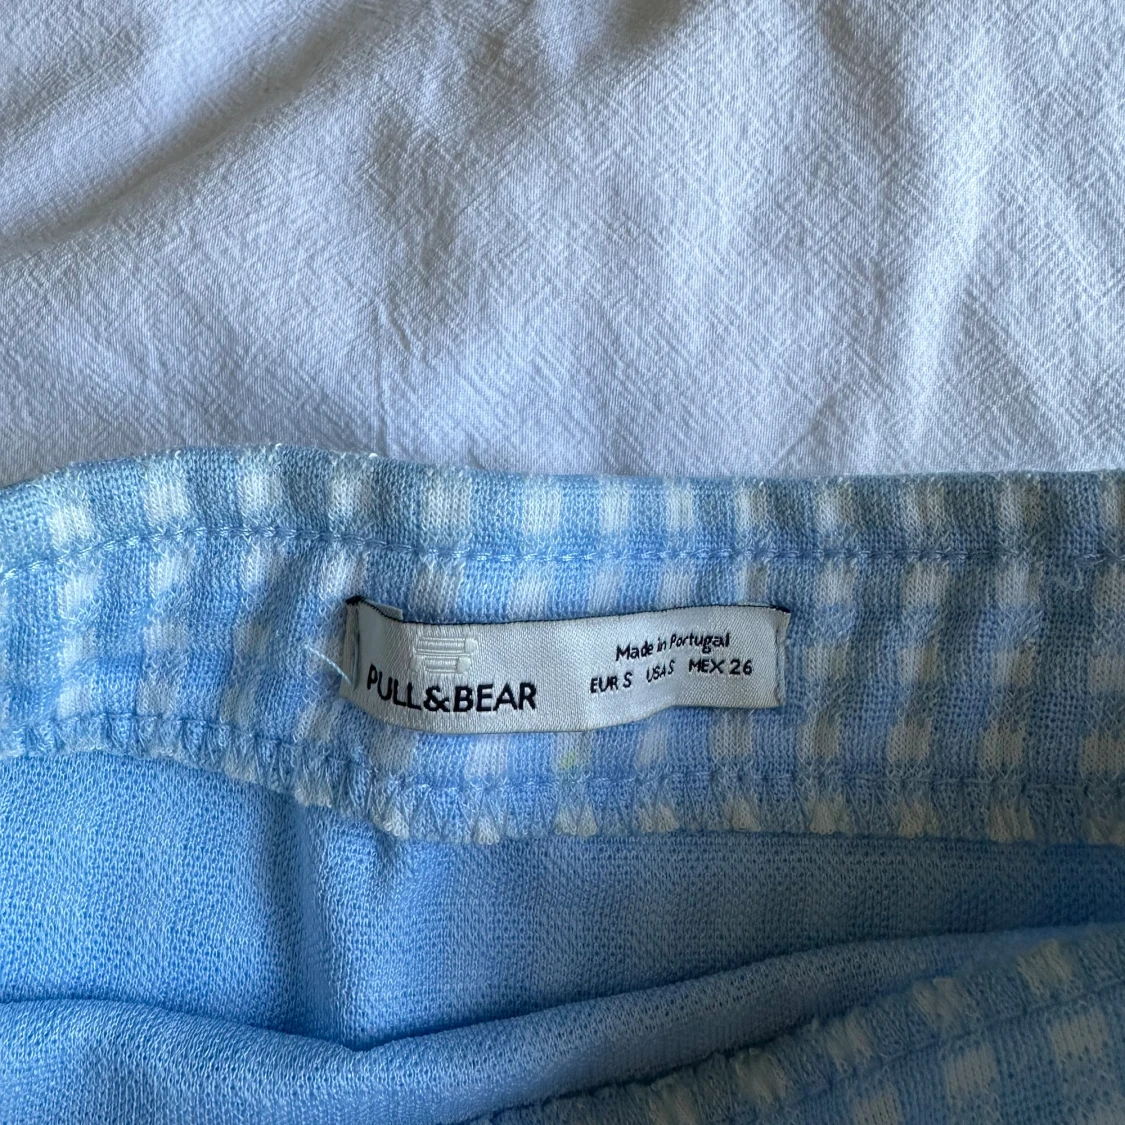 PULL&BEAR
Made in Portugal
EUR S USA S MEX 26